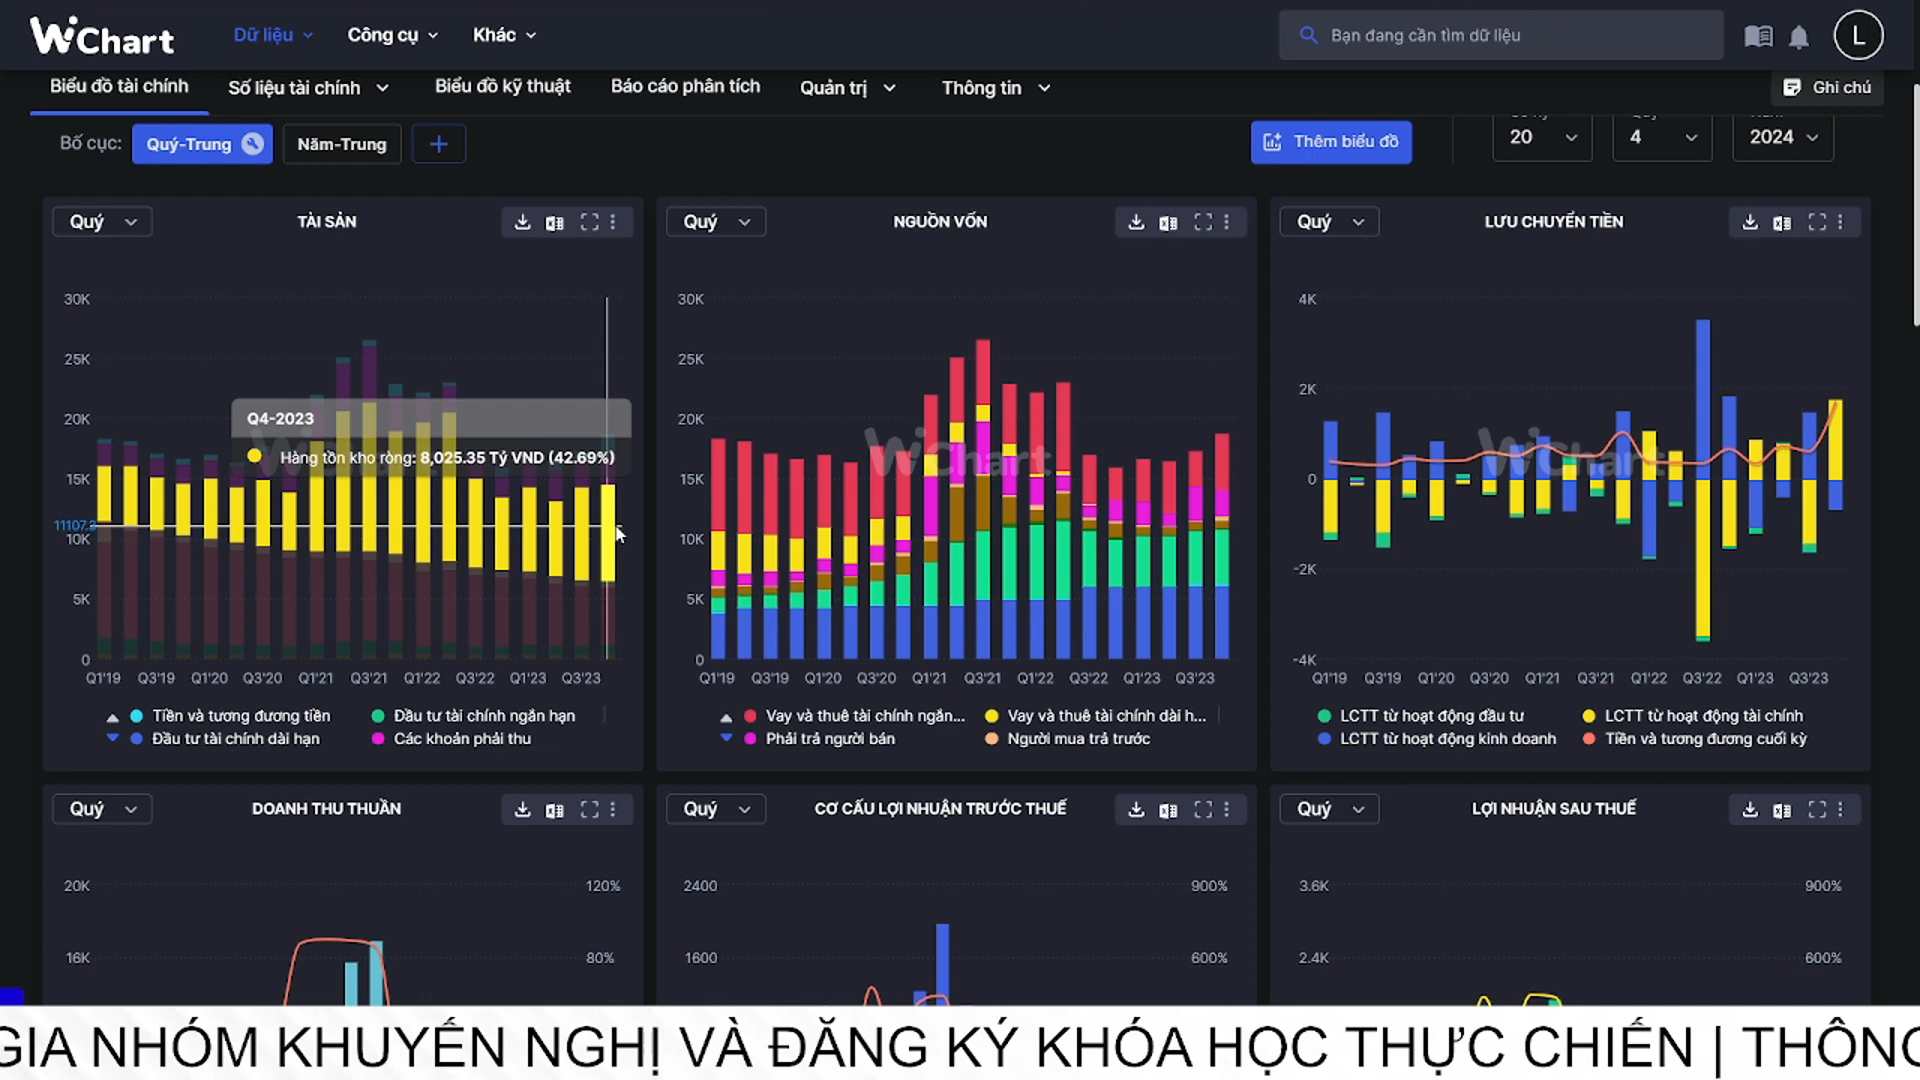 WiChart
Dữ liệu
Công cụ
Khác
Bạn đang cần tìm dữ liệu
L
Biểu đồ tài chính
Số liệu tài chính
Biểu đồ kỹ thuật
Báo cáo phân tích
Quản trị
Thông tin
Ghi chú
Bố cục:
Quý-Trung
Năm-Trung
+
Thêm biểu đồ
20
4
2024
Quý
TÀI SẢN
30K
25K
20K
15K
10K
5K
0
11107.3
Q4-2023
Hàng tồn kho ròng: 8,025.35 Tỷ VND (42.69%)
Q1'19 Q3'19 Q1'20 Q3'20 Q1'21 Q3'21 Q1'22 Q3'22 Q1'23 Q3'23
Tiền và tương đương tiền
Đầu tư tài chính ngắn hạn
Đầu tư tài chính dài hạn
Các khoản phải thu
Quý
NGUỒN VỐN
30K
25K
20K
15K
10K
5K
0
WiChart
Q1'19 Q3'19 Q1'20 Q3'20 Q1'21 Q3'21 Q1'22 Q3'22 Q1'23 Q3'23
Vay và thuê tài chính ngắn...
Vay và thuê tài chính dài h...
Phải trả người bán
Người mua trả trước
Quý
LƯU CHUYỂN TIỀN
4K
2K
0
-2K
-4K
WiChart
Q1'19 Q3'19 Q1'20 Q3'20 Q1'21 Q3'21 Q1'22 Q3'22 Q1'23 Q3'23
LCTT từ hoạt động đầu tư
LCTT từ hoạt động tài chính
LCTT từ hoạt động kinh doanh
Tiền và tương đương cuối kỳ
Quý
DOANH THU THUẦN
20K
120%
16K
80%
Quý
CƠ CẤU LỢI NHUẬN TRƯỚC THUẾ
2400
900%
1600
600%
Quý
LỢI NHUẬN SAU THUẾ
3.6K
900%
2.4K
600%
GIA NHÓM KHUYẾN NGHỊ VÀ ĐĂNG KÝ KHÓA HỌC THỰC CHIẾN | THÔNG